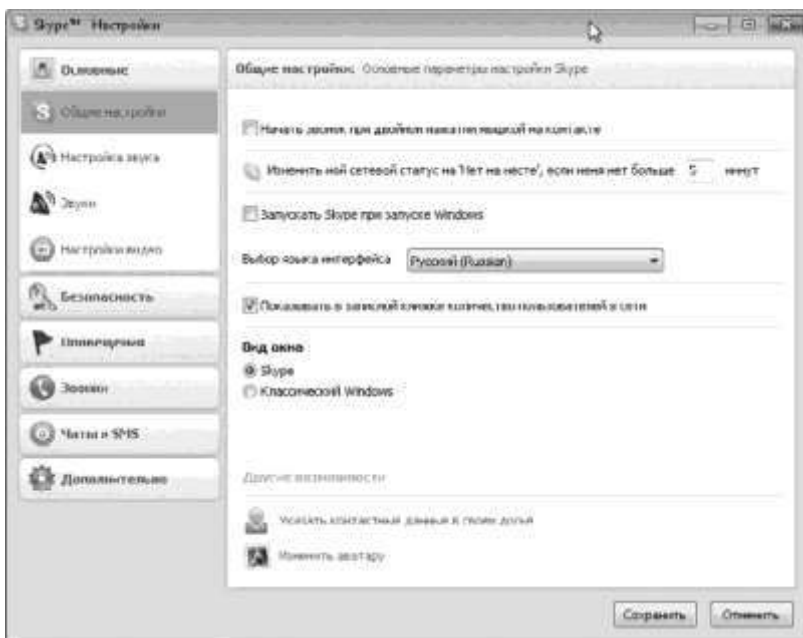 Skype™ Настройки
Основные
Общие настройки
Настройка звука
Звуки
Настройки видео
Безопасность
Оповещения
Звонки
Чаты и SMS
Дополнительно
Общие настройки: Основные параметры настройки Skype
Начать звонок при двойном нажатии мышкой на контакте
Изменить мой сетевой статус на 'Нет на месте', если меня нет больше 5 минут
Запускать Skype при запуске Windows
Выбор языка интерфейса Русский (Russian)
Показывать в записной книжке количество пользователей в сети
Вид окна
Skype
Классический Windows
Другие возможности
Указать контактные данные в своем досье
Изменить аватару
Сохранить Отменить